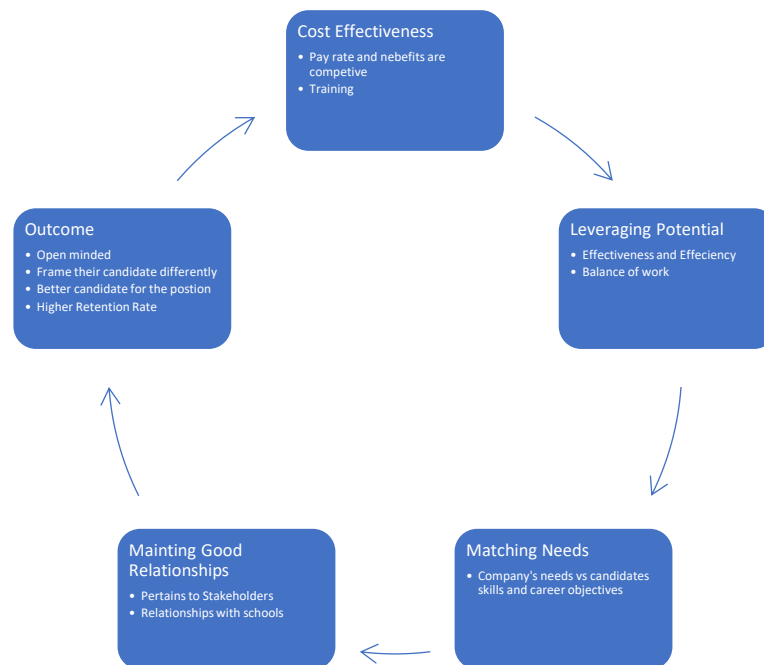 Cost Effectiveness
• Pay rate and nebefits are
competive
• Training
Leveraging Potential
• Effectiveness and Effeciency
• Balance of work
Matching Needs
• Company's needs vs candidates
skills and career objectives
Mainting Good
Relationships
• Pertains to Stakeholders
• Relationships with schools
Outcome
• Open minded
• Frame their candidate differently
• Better candidate for the postion
• Higher Retention Rate